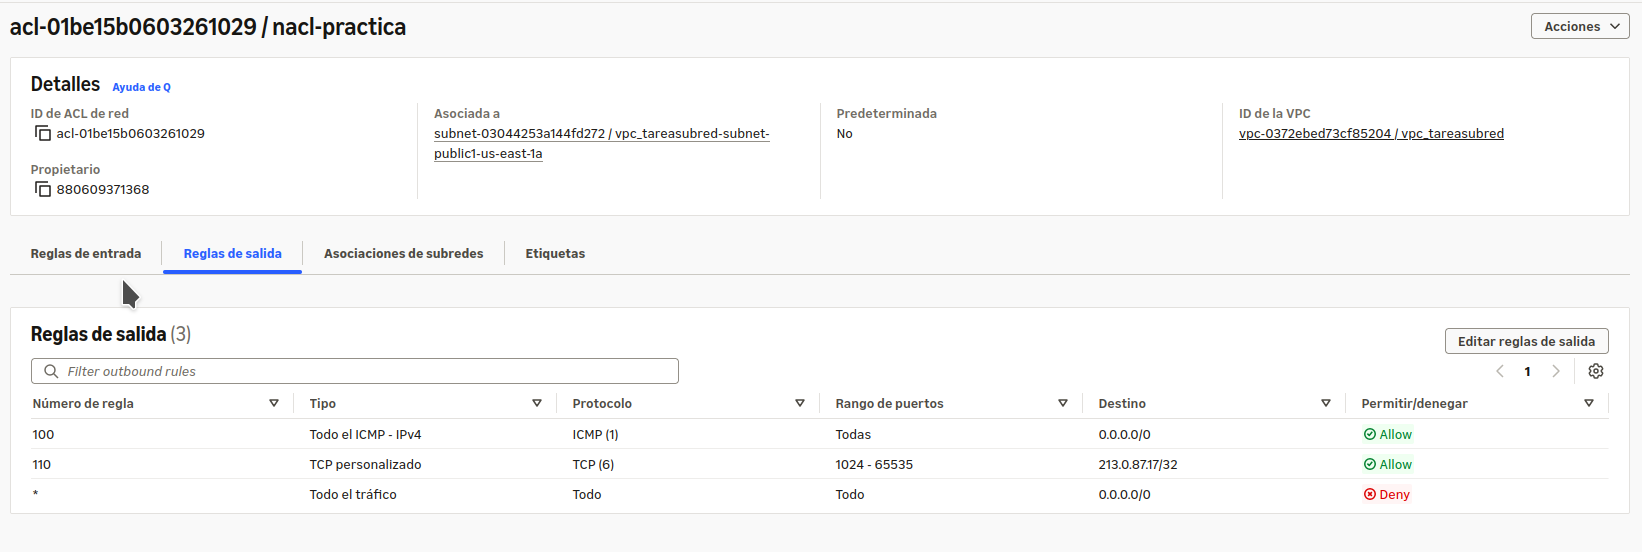 acl-01be15b0603261029 / nacl-practica
Acciones
Detalles
Ayuda de Q
ID de ACL de red
acl-01be15b0603261029
Propietario
880609371368
Asociada a
subnet-03044253a144fd272 / vpc_tareasubred-subnet-
public1-us-east-1a
Predeterminada
No
ID de la VPC
vpc-0372ebed73cf85204 / vpc_tareasubred
Reglas de entrada
Reglas de salida
Asociaciones de subredes
Etiquetas
Reglas de salida (3)
Editar reglas de salida
Filter outbound rules
1
Número de regla Tipo Protocolo Rango de puertos Destino Permitir/denegar
100 Todo el ICMP - IPv4 ICMP (1) Todas 0.0.0.0/0 Allow
110 TCP personalizado TCP (6) 1024 - 65535 213.0.87.17/32 Allow
* Todo el tráfico Todo Todo 0.0.0.0/0 Deny